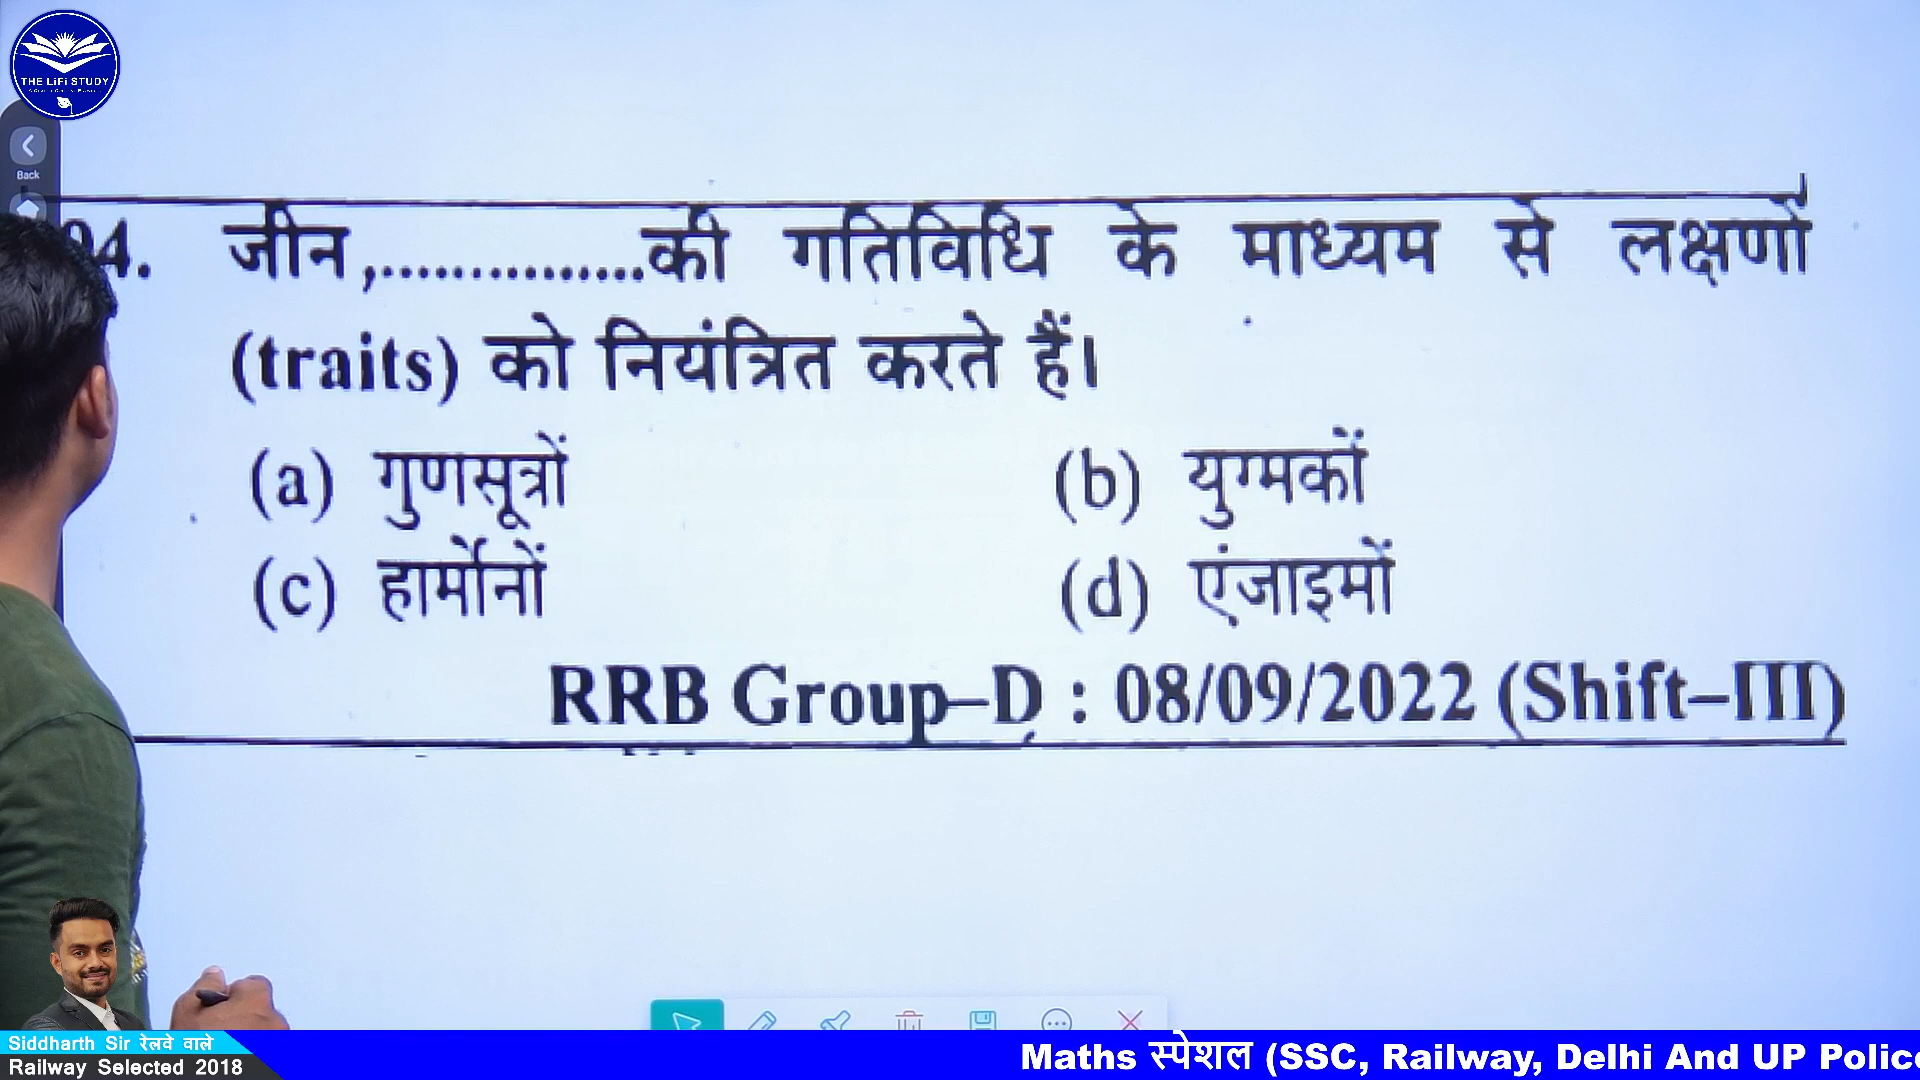 THE LiFi STUDY
Back
94. जीन,...............की गतिविधि के माध्यम से लक्षणों
(traits) को नियंत्रित करते हैं।
(a) गुणसूत्रों
(b) युग्मकों
(c) हार्मोनों
(d) एंजाइमों
RRB Group–D : 08/09/2022 (Shift–III)
Siddharth Sir रेलवे वाले
Railway Selected 2018
Maths स्पेशल (SSC, Railway, Delhi And UP Police